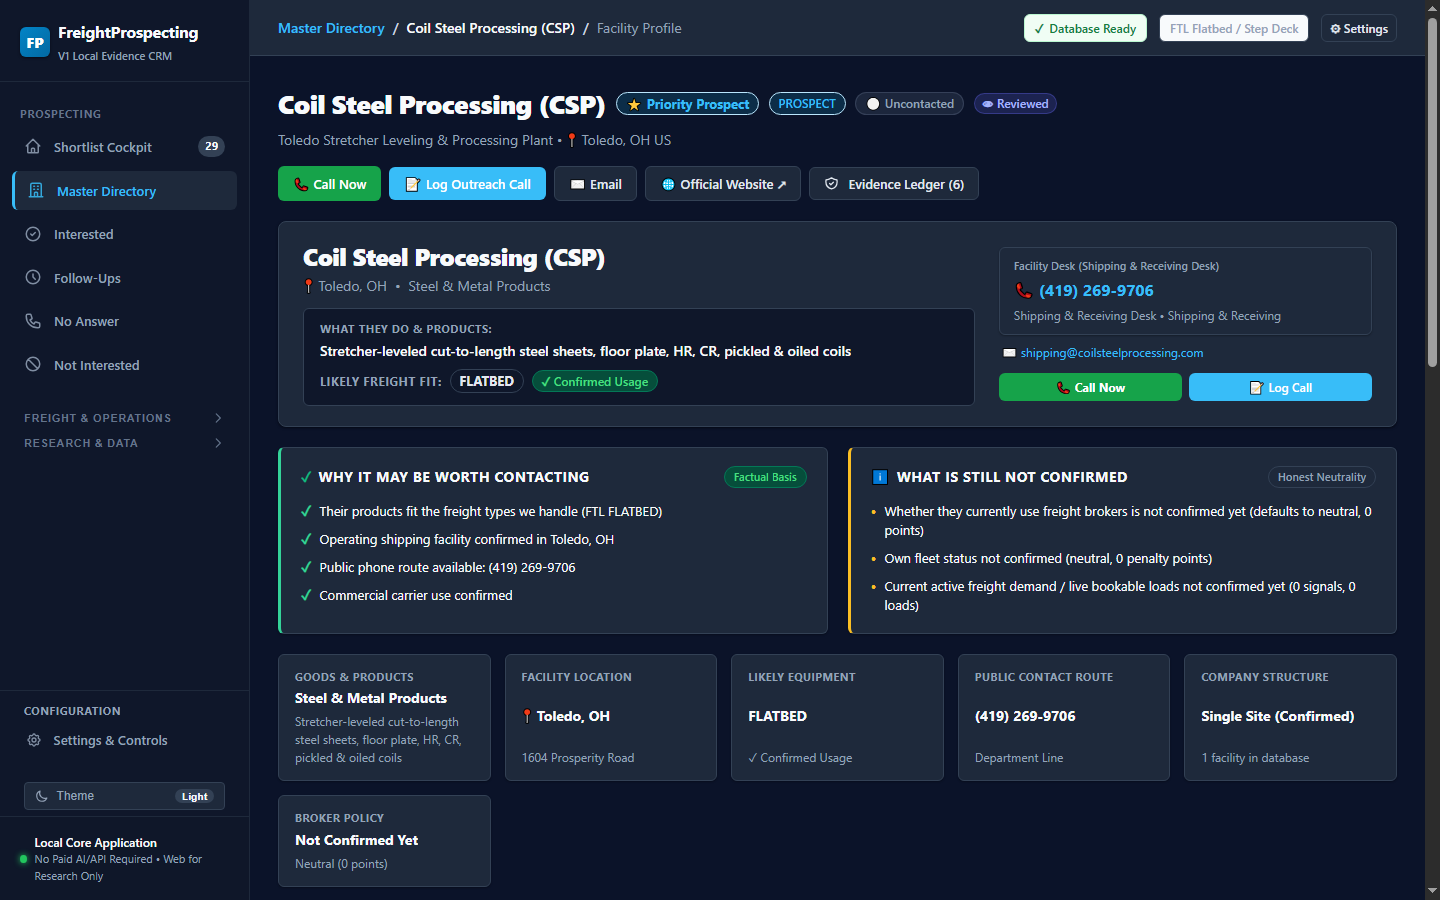 FP
FreightProspecting
V1 Local Evidence CRM
PROSPECTING
Shortlist Cockpit 29
Master Directory
Interested
Follow-Ups
No Answer
Not Interested
FREIGHT & OPERATIONS
RESEARCH & DATA
CONFIGURATION
Settings & Controls
Theme Light
Local Core Application
No Paid AI/API Required • Web for
Research Only
Master Directory / Coil Steel Processing (CSP) / Facility Profile
✓ Database Ready
FTL Flatbed / Step Deck
⚙ Settings
Coil Steel Processing (CSP) ⭐ Priority Prospect PROSPECT ⚪ Uncontacted Reviewed
Toledo Stretcher Leveling & Processing Plant • 📍 Toledo, OH US
📞 Call Now
📝 Log Outreach Call
✉️ Email
🌐 Official Website ↗
Evidence Ledger (6)
Coil Steel Processing (CSP)
📍 Toledo, OH • Steel & Metal Products
WHAT THEY DO & PRODUCTS:
Stretcher-leveled cut-to-length steel sheets, floor plate, HR, CR, pickled & oiled coils
LIKELY FREIGHT FIT: FLATBED ✓ Confirmed Usage
Facility Desk (Shipping & Receiving Desk)
📞 (419) 269-9706
Shipping & Receiving Desk • Shipping & Receiving
✉️ shipping@coilsteelprocessing.com
📞 Call Now
📝 Log Call
✓ WHY IT MAY BE WORTH CONTACTING
Factual Basis
✓ Their products fit the freight types we handle (FTL FLATBED)
✓ Operating shipping facility confirmed in Toledo, OH
✓ Public phone route available: (419) 269-9706
✓ Commercial carrier use confirmed
ℹ️ WHAT IS STILL NOT CONFIRMED
Honest Neutrality
• Whether they currently use freight brokers is not confirmed yet (defaults to neutral, 0
points)
• Own fleet status not confirmed (neutral, 0 penalty points)
• Current active freight demand / live bookable loads not confirmed yet (0 signals, 0
loads)
GOODS & PRODUCTS
Steel & Metal Products
Stretcher-leveled cut-to-length
steel sheets, floor plate, HR, CR,
pickled & oiled coils
FACILITY LOCATION
📍 Toledo, OH
1604 Prosperity Road
LIKELY EQUIPMENT
FLATBED
✓ Confirmed Usage
PUBLIC CONTACT ROUTE
(419) 269-9706
Department Line
COMPANY STRUCTURE
Single Site (Confirmed)
1 facility in database
BROKER POLICY
Not Confirmed Yet
Neutral (0 points)